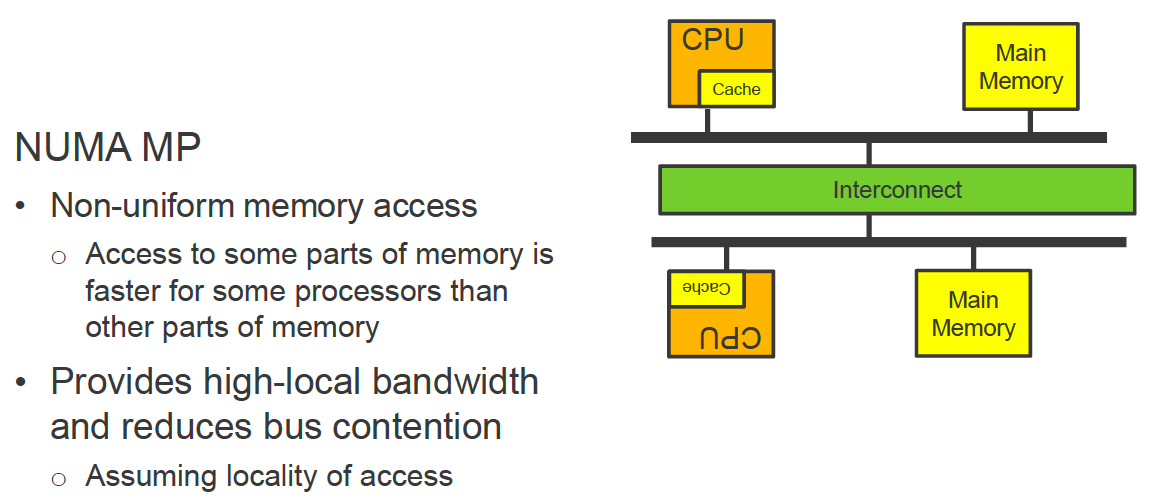 NUMA MP
• Non-uniform memory access
o Access to some parts of memory is
faster for some processors than
other parts of memory
• Provides high-local bandwidth
and reduces bus contention
o Assuming locality of access
CPU
Cache
Main
Memory
Interconnect
Cache
CPU
Main
Memory